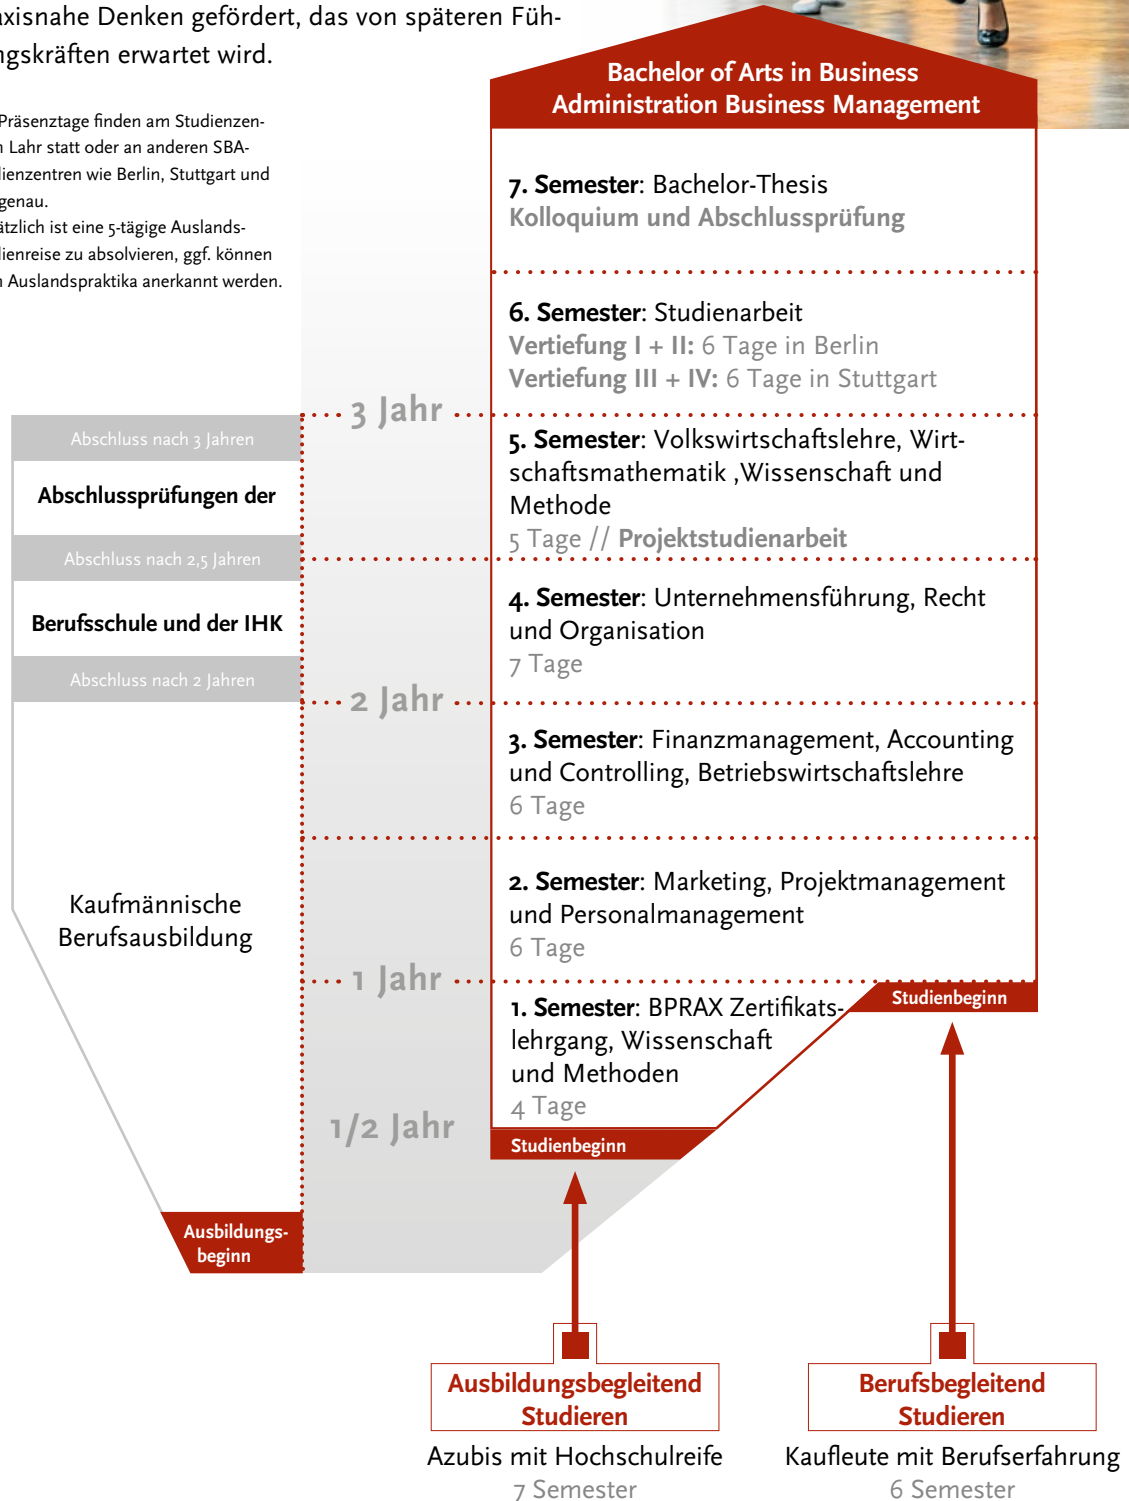 axisnahe Denken gefördert, das von späteren Füh-
ngskräften erwartet wird.
Präsenztage finden am Studienzen-
n Lahr statt oder an anderen SBA-
dienzentren wie Berlin, Stuttgart und
genau.
ätzlich ist eine 5-tägige Auslands-
dienreise zu absolvieren, ggf. können
n Auslandspraktika anerkannt werden.
Bachelor of Arts in Business
Administration Business Management
7. Semester: Bachelor-Thesis
Kolloquium und Abschlussprüfung
6. Semester: Studienarbeit
Vertiefung I + II: 6 Tage in Berlin
Vertiefung III + IV: 6 Tage in Stuttgart
3 Jahr
5. Semester: Volkswirtschaftslehre, Wirt-
schaftsmathematik ,Wissenschaft und
Methode
5 Tage // Projektstudienarbeit
Abschluss nach 3 Jahren
Abschlussprüfungen der
Abschluss nach 2,5 Jahren
Berufsschule und der IHK
Abschluss nach 2 Jahren
4. Semester: Unternehmensführung, Recht
und Organisation
7 Tage
2 Jahr
3. Semester: Finanzmanagement, Accounting
und Controlling, Betriebswirtschaftslehre
6 Tage
Kaufmännische
Berufsausbildung
2. Semester: Marketing, Projektmanagement
und Personalmanagement
6 Tage
1 Jahr
1. Semester: BPRAX Zertifikats-
lehrgang, Wissenschaft
und Methoden
4 Tage
Studienbeginn
1/2 Jahr
Studienbeginn
Ausbildungs-
beginn
Ausbildungsbegleitend
Studieren
Azubis mit Hochschulreife
7 Semester
Berufsbegleitend
Studieren
Kaufleute mit Berufserfahrung
6 Semester